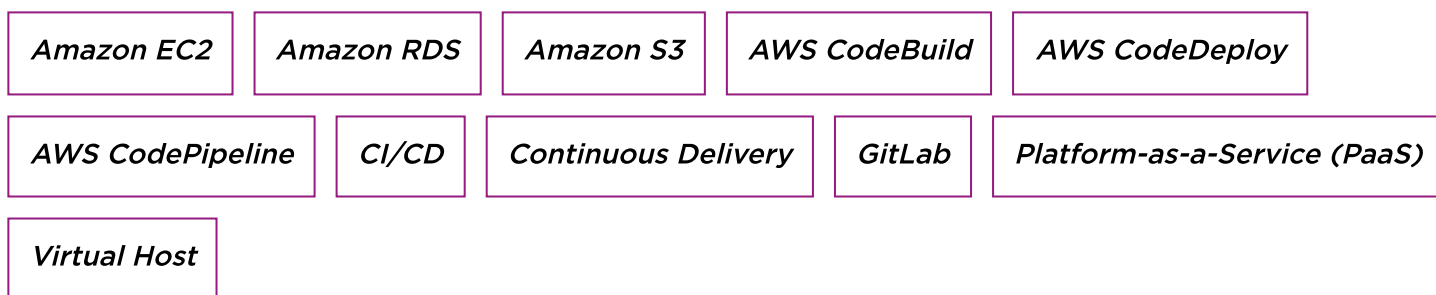 Amazon EC2 Amazon RDS Amazon S3 AWS CodeBuild AWS CodeDeploy
AWS CodePipeline CI/CD Continuous Delivery GitLab Platform-as-a-Service (PaaS)
Virtual Host